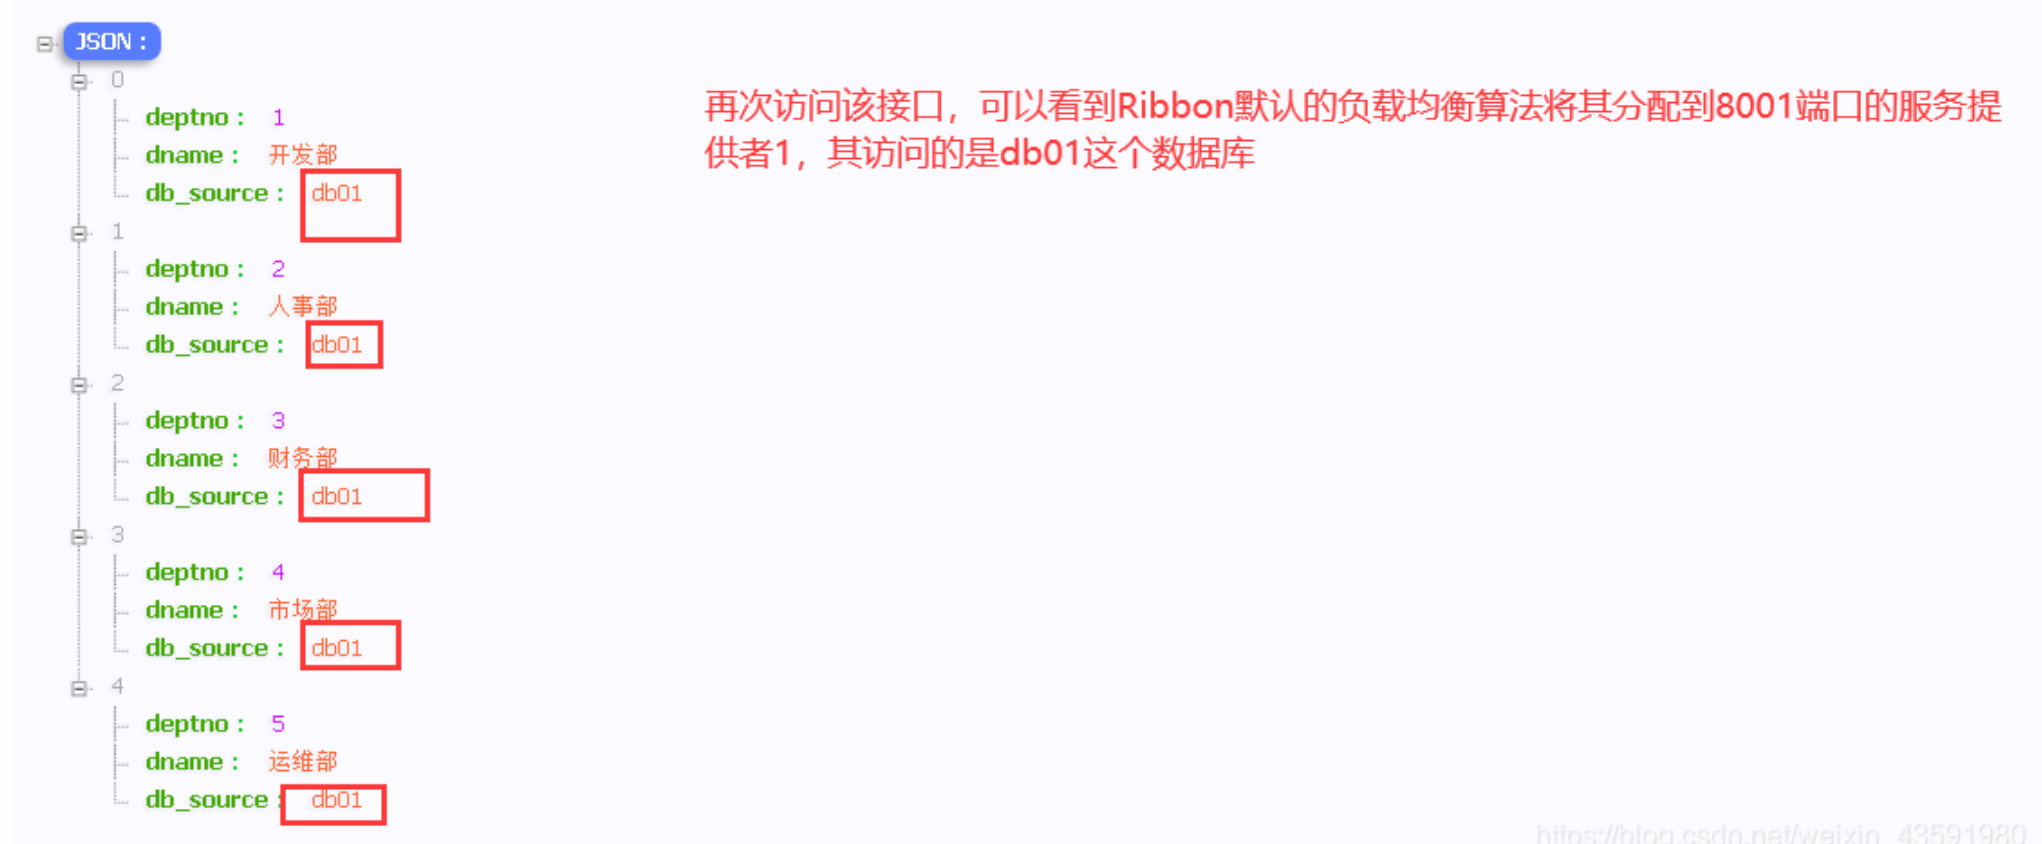 JSON :
0
deptno : 1
dname : 开发部
db_source : db01
1
deptno : 2
dname : 人事部
db_source : db01
2
deptno : 3
dname : 财务部
db_source : db01
3
deptno : 4
dname : 市场部
db_source : db01
4
deptno : 5
dname : 运维部
db_source : db01
再次访问该接口，可以看到Ribbon默认的负载均衡算法将其分配到8001端口的服务提
供者1，其访问的是db01这个数据库
https://blog.csdn.net/weixin_43591980